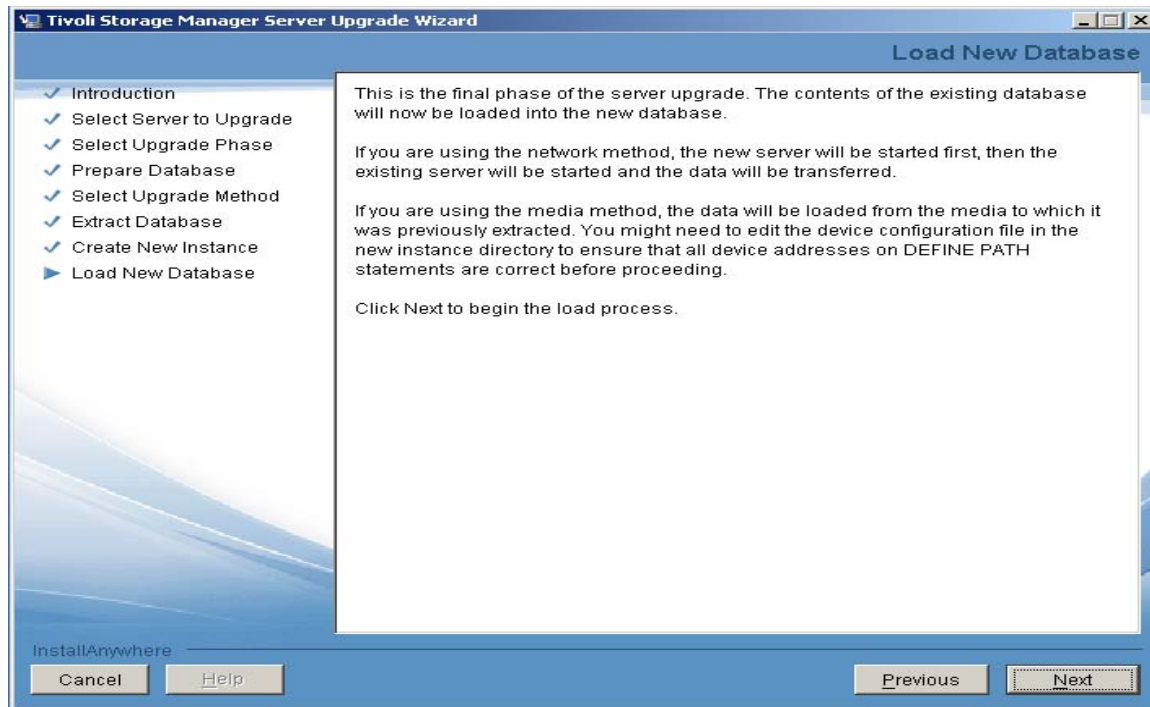 Tivoli Storage Manager Server Upgrade Wizard
Load New Database
Introduction
Select Server to Upgrade
Select Upgrade Phase
Prepare Database
Select Upgrade Method
Extract Database
Create New Instance
Load New Database
This is the final phase of the server upgrade. The contents of the existing database
will now be loaded into the new database.
If you are using the network method, the new server will be started first, then the
existing server will be started and the data will be transferred.
If you are using the media method, the data will be loaded from the media to which it
was previously extracted. You might need to edit the device configuration file in the
new instance directory to ensure that all device addresses on DEFINE PATH
statements are correct before proceeding.
Click Next to begin the load process.
InstallAnywhere
Cancel
Help
Previous
Next